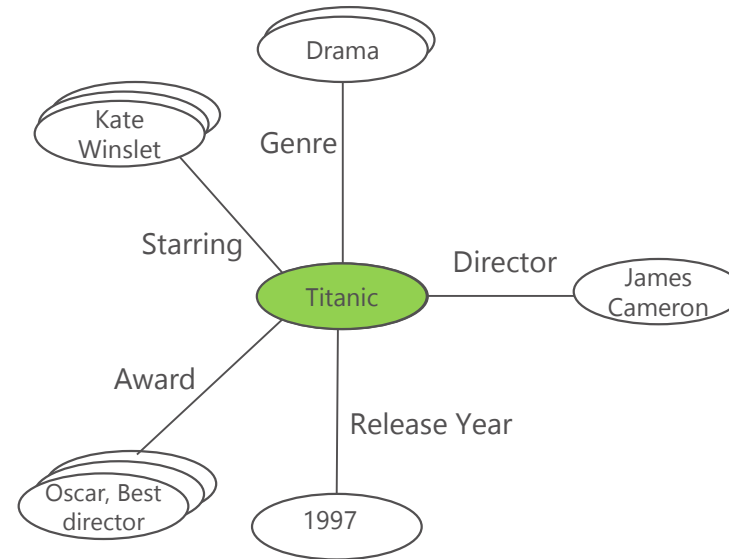 Drama
Genre
Kate
Winslet
Starring
Director
James
Cameron
Titanic
Award
Release Year
Oscar, Best
director
1997